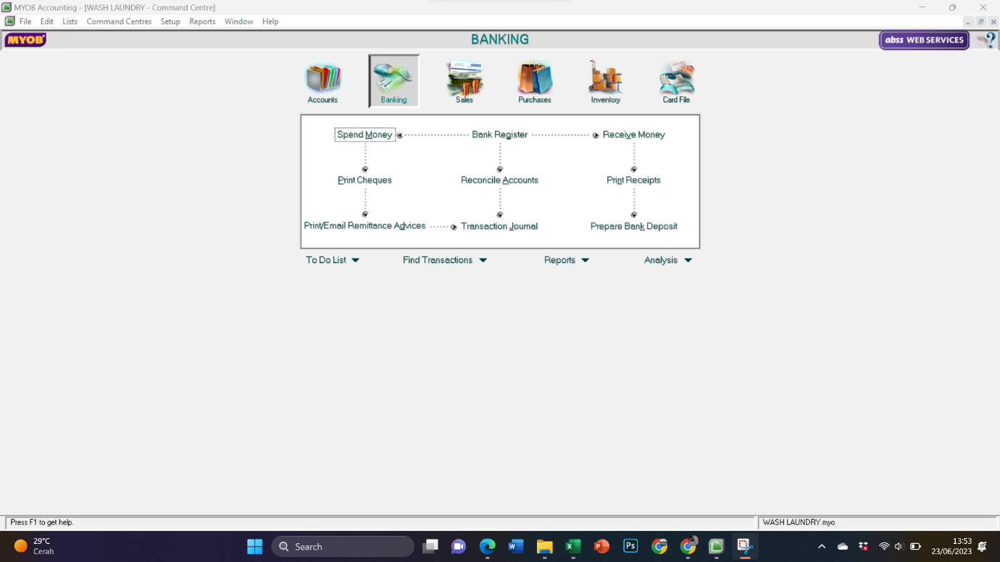 MYOB Accounting - [WASH LAUNDRY - Command Centre]
File Edit Lists Command Centres Setup Reports Window Help
MYOB BANKING abss WEB SERVICES ?
Accounts Banking Sales Purchases Inventory Card File
Spend Money Bank Register Receive Money
Print Cheques Reconcile Accounts Print Receipts
Print/Email Remittance Advices Transaction Journal Prepare Bank Deposit
To Do List Find Transactions Reports Analysis
Press F1 to get help. WASH LAUNDRY.myo
29°C
Cerah
Search
W X P Ps
13:53
23/06/2023